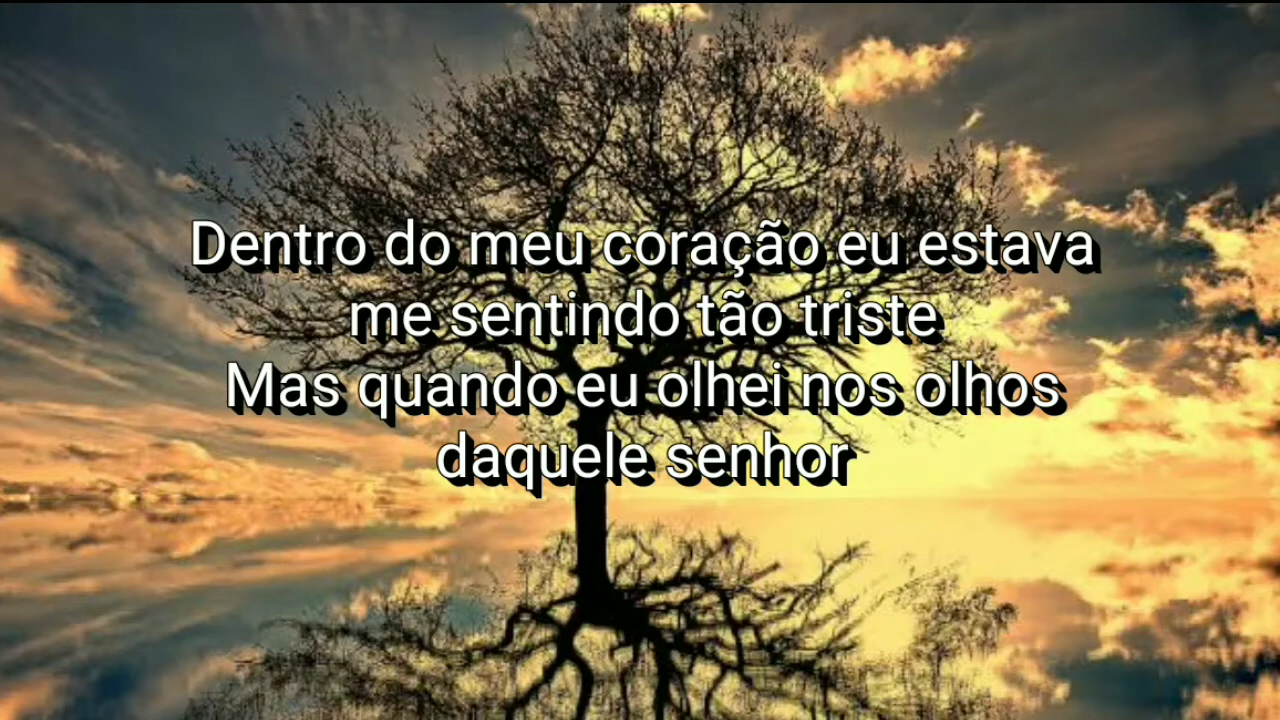 Dentro do meu coração eu estava
me sentindo tão triste
Mas quando eu olhei nos olhos
daquele senhor